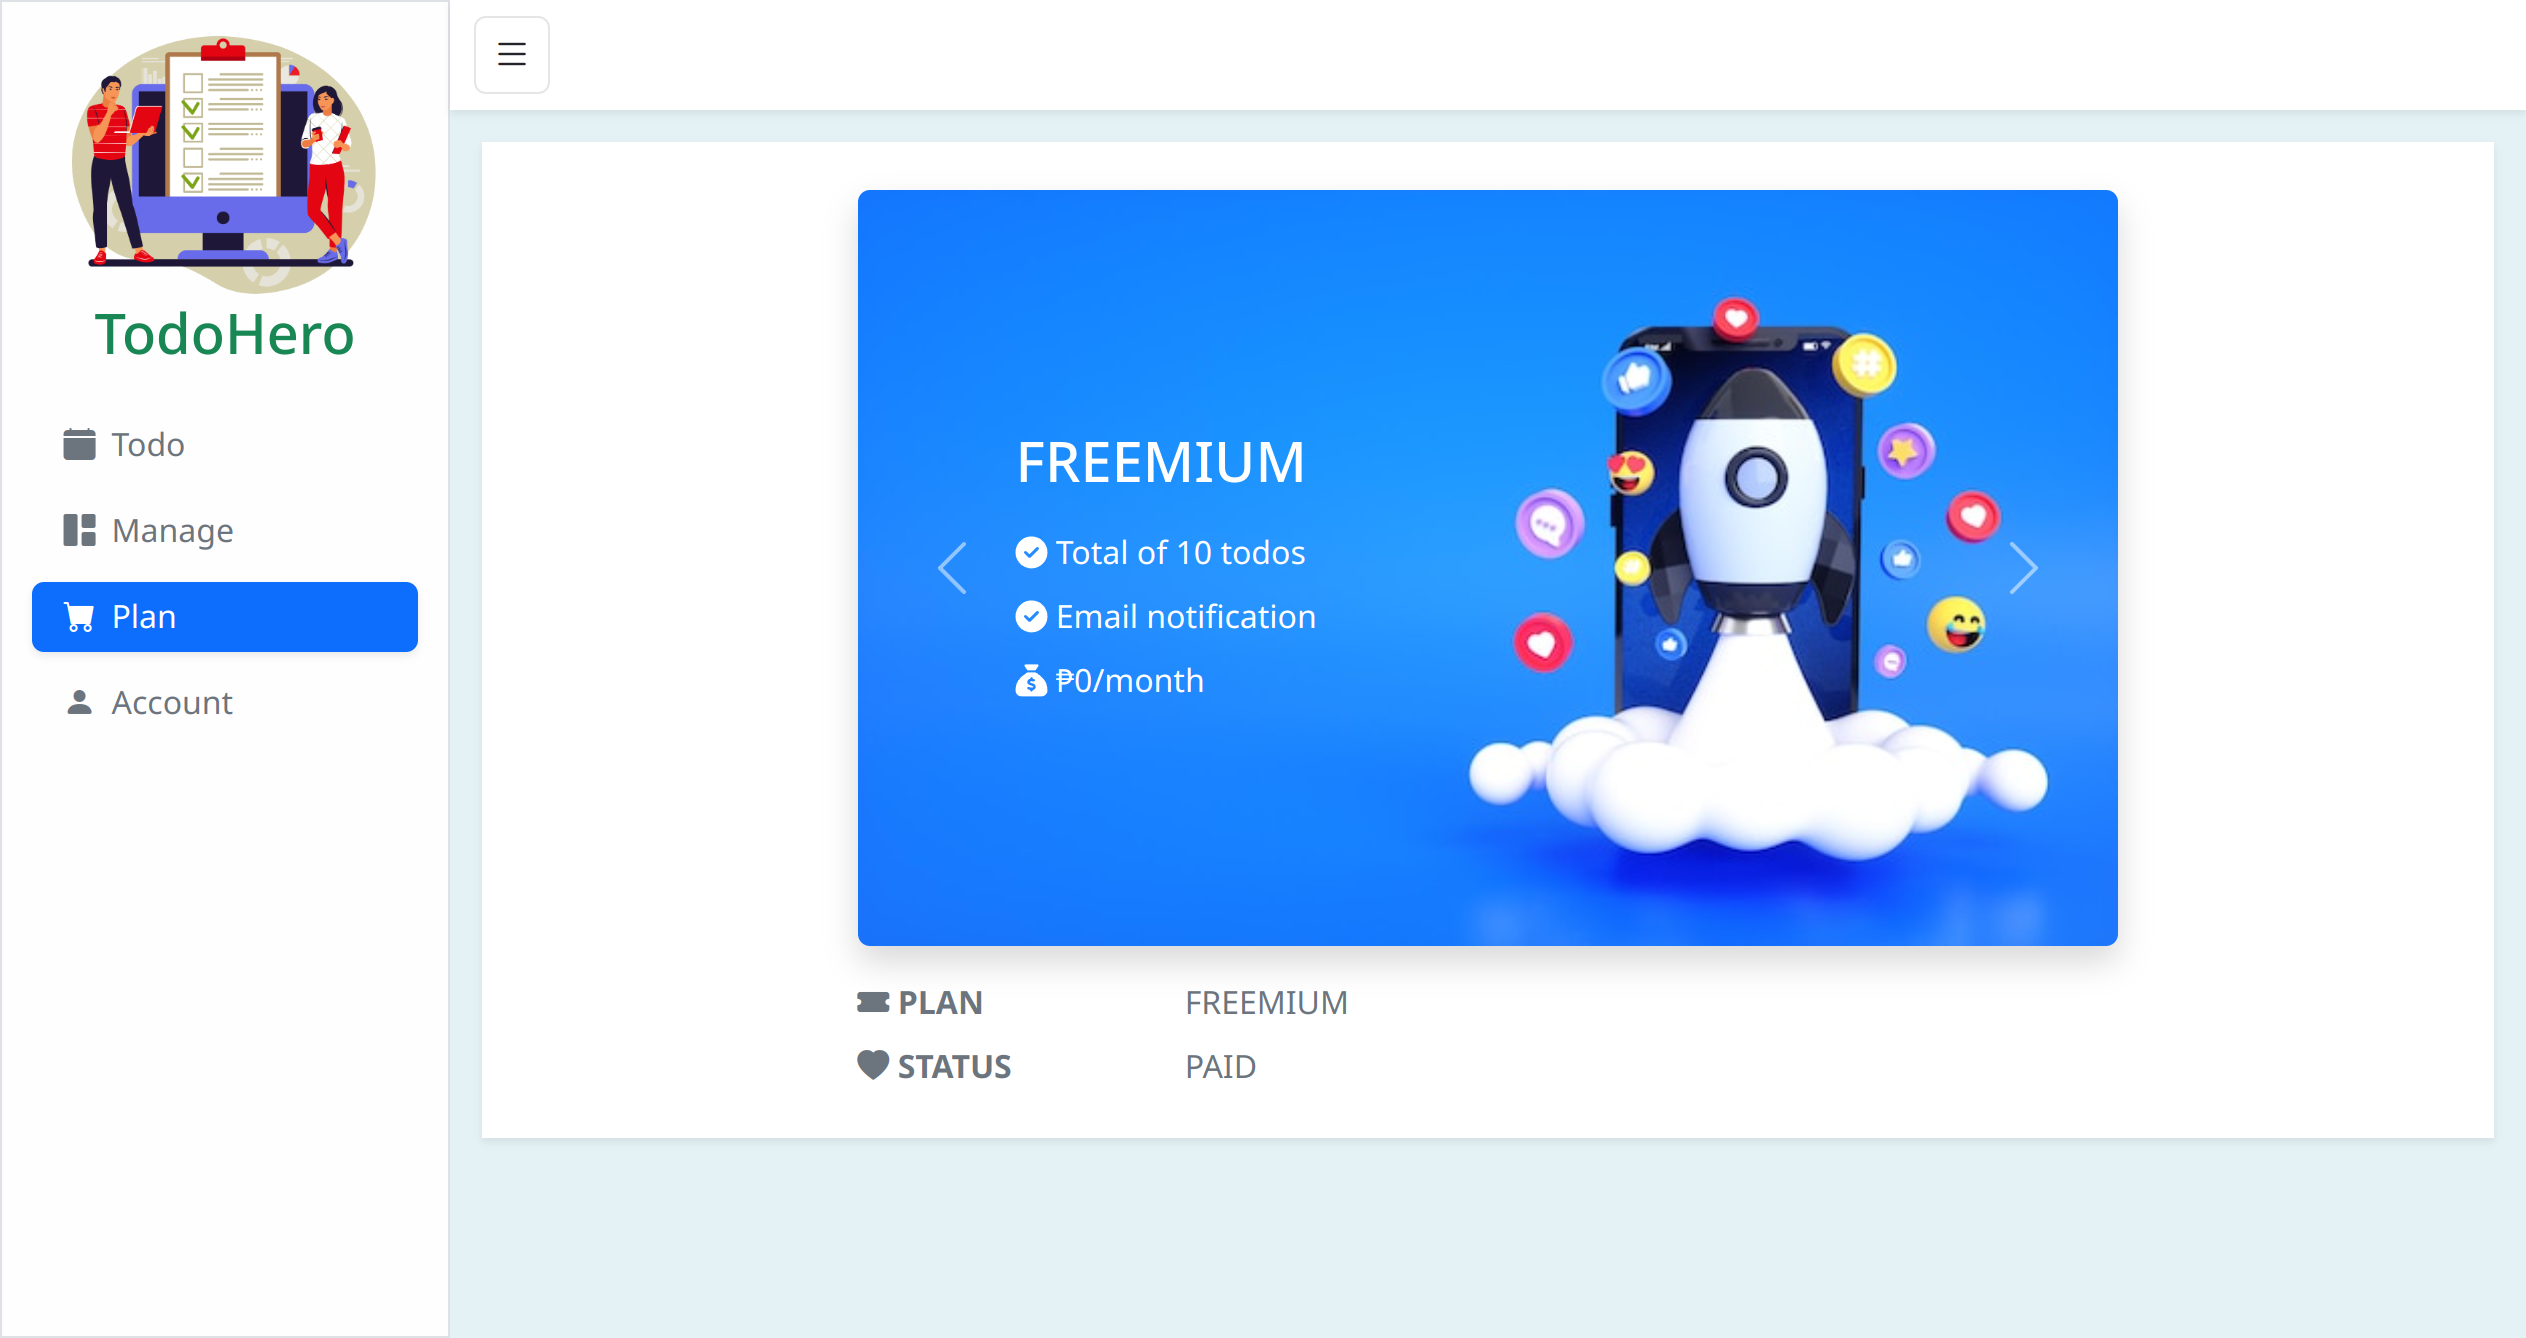 TodoHero
Todo
Manage
Plan
Account
FREEMIUM
Total of 10 todos
Email notification
₱0/month
PLAN FREEMIUM
STATUS PAID